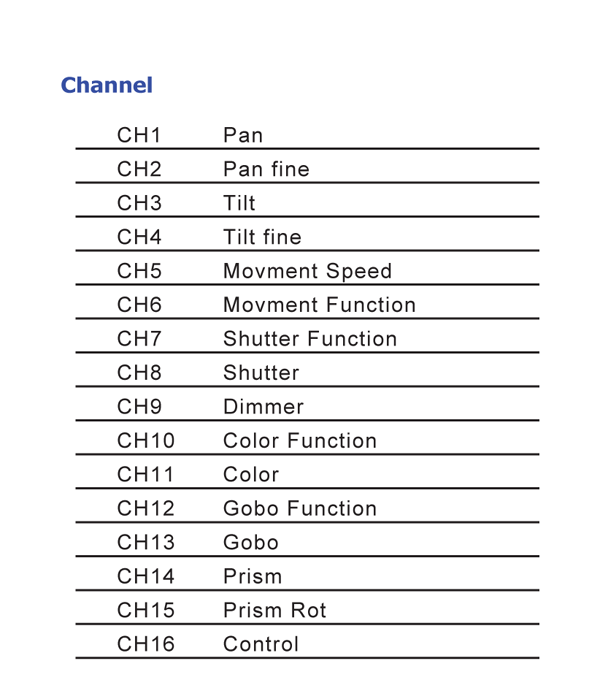 Channel
CH1 Pan
CH2 Pan fine
CH3 Tilt
CH4 Tilt fine
CH5 Movment Speed
CH6 Movment Function
CH7 Shutter Function
CH8 Shutter
CH9 Dimmer
CH10 Color Function
CH11 Color
CH12 Gobo Function
CH13 Gobo
CH14 Prism
CH15 Prism Rot
CH16 Control